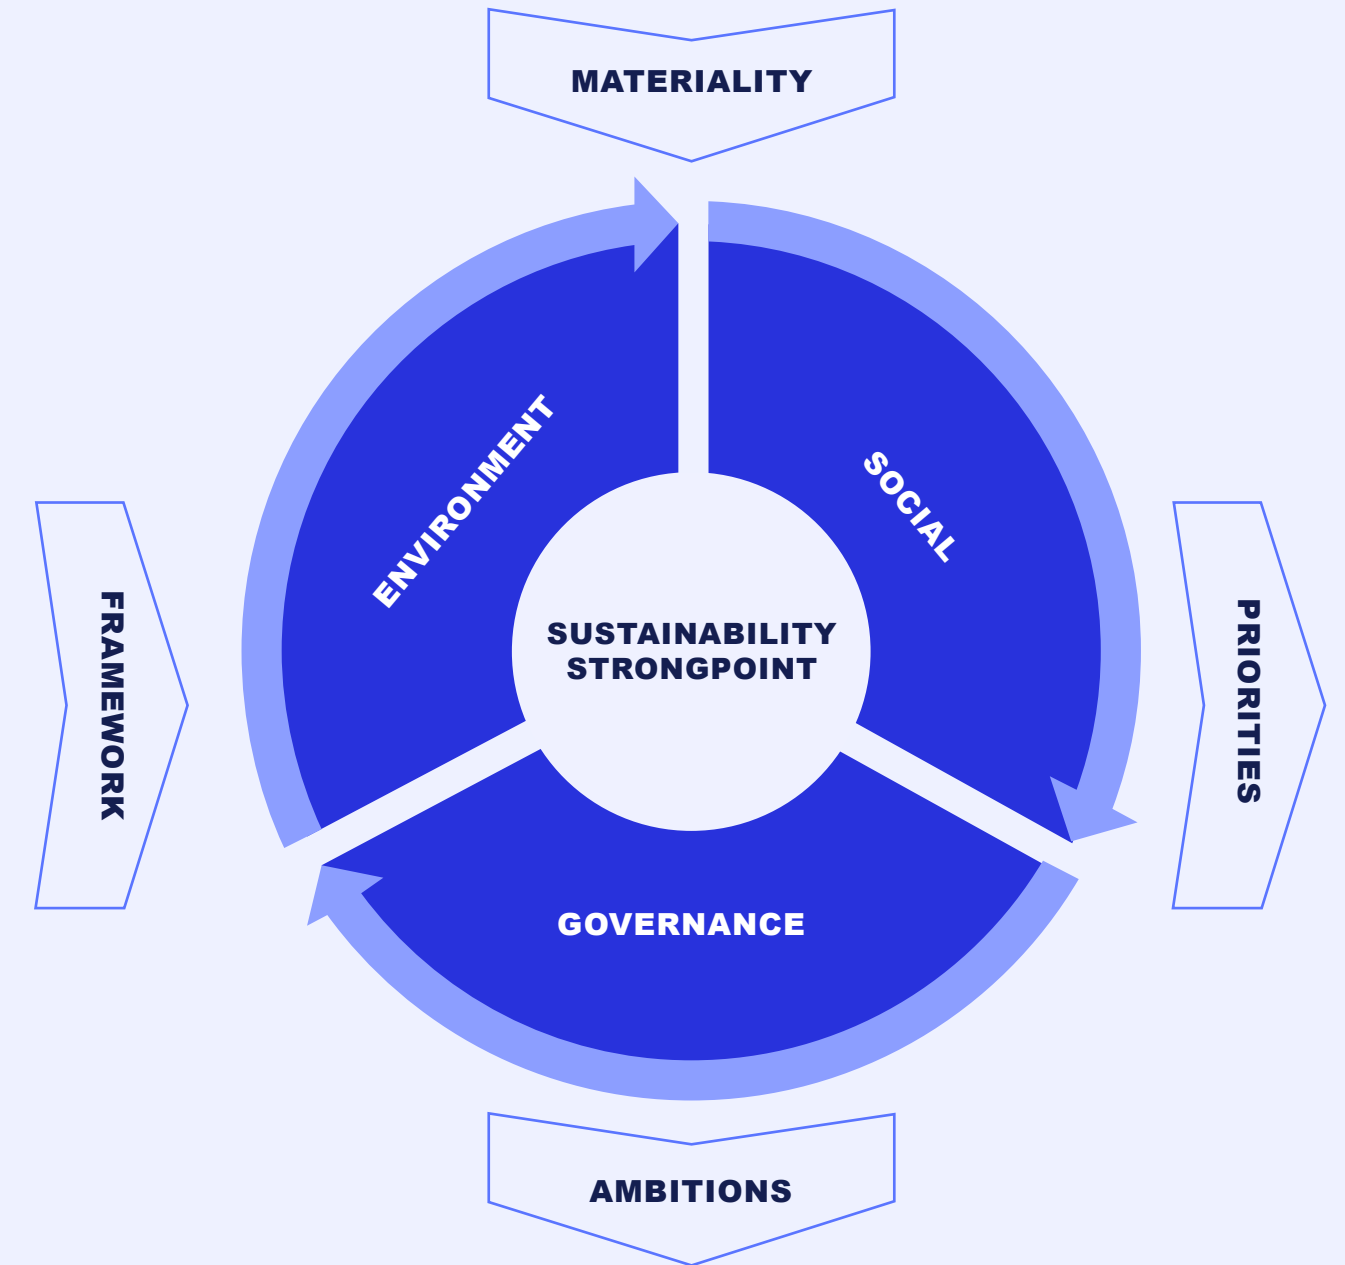 MATERIALITY
ENVIRONMENT
SOCIAL
FRAMEWORK
SUSTAINABILITY
STRONGPOINT
PRIORITIES
GOVERNANCE
AMBITIONS